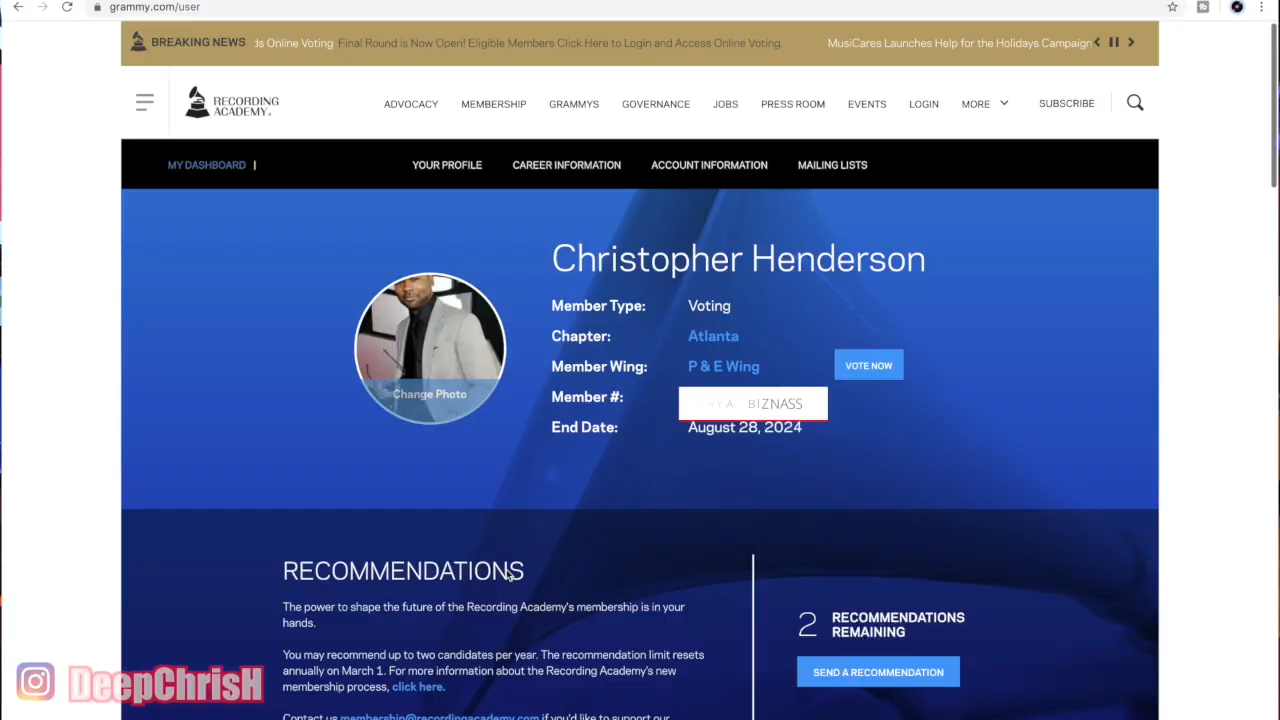 grammy.com/user
BREAKING NEWS ds Online Voting Final Round is Now Open! Eligible Members Click Here to Login and Access Online Voting. MusiCares Launches Help for the Holidays Campaign
RECORDING ACADEMY.
ADVOCACY MEMBERSHIP GRAMMYS GOVERNANCE JOBS PRESS ROOM EVENTS LOGIN MORE SUBSCRIBE
MY DASHBOARD | YOUR PROFILE CAREER INFORMATION ACCOUNT INFORMATION MAILING LISTS
Christopher Henderson
Member Type: Voting
Chapter: Atlanta
Member Wing: P & E Wing VOTE NOW
Change Photo
Member #: YA BIZNASS
End Date: August 28, 2024
RECOMMENDATIONS
The power to shape the future of the Recording Academy's membership is in your
hands.
You may recommend up to two candidates per year. The recommendation limit resets
annually on March 1. For more information about the Recording Academy's new
membership process, click here.
Contact us membership@recordingacademy.com if you'd like to support our
2 RECOMMENDATIONS
REMAINING
SEND A RECOMMENDATION
DeepChrisH